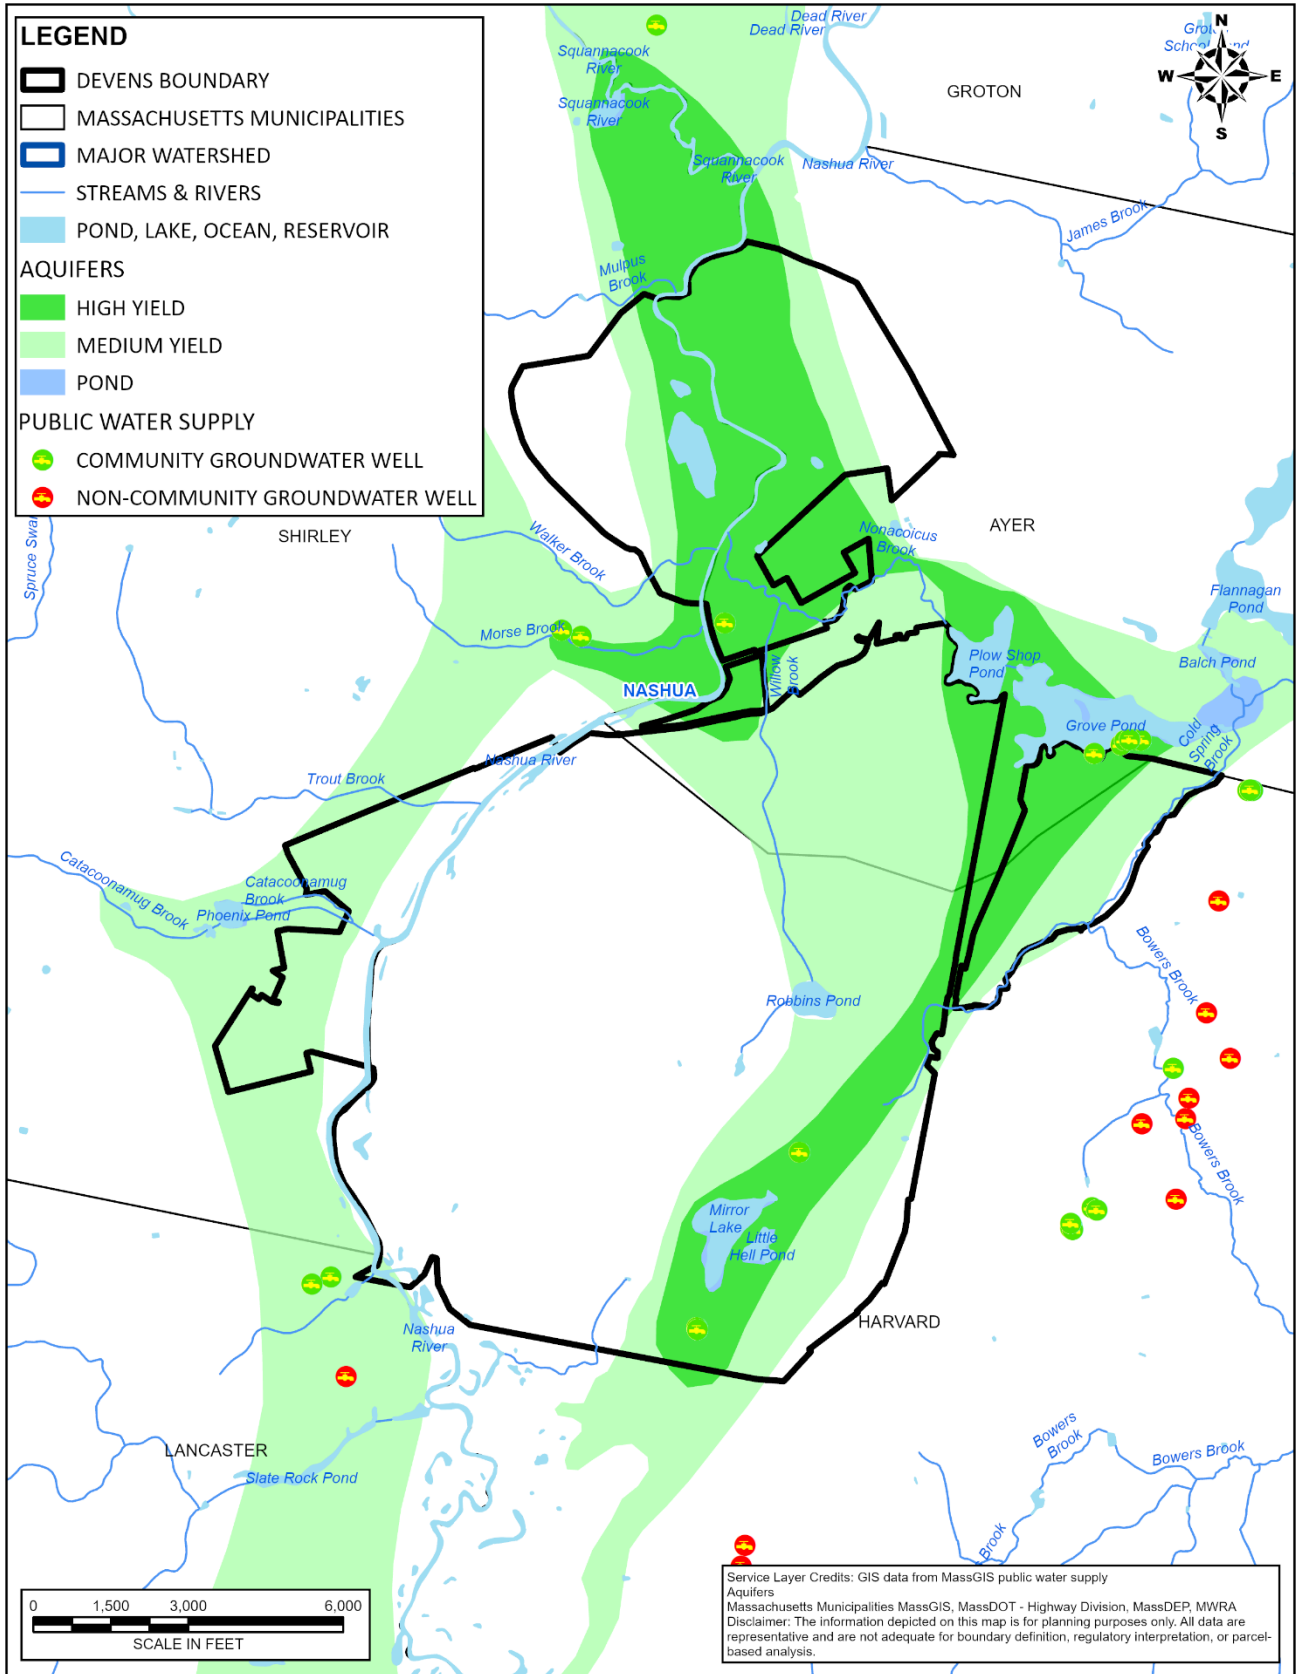 LEGEND
DEVENS BOUNDARY
MASSACHUSETTS MUNICIPALITIES
MAJOR WATERSHED
STREAMS & RIVERS
POND, LAKE, OCEAN, RESERVOIR
AQUIFERS
HIGH YIELD
MEDIUM YIELD
POND
PUBLIC WATER SUPPLY
COMMUNITY GROUNDWATER WELL
NON-COMMUNITY GROUNDWATER WELL
Dead River
Dead River
Squannacook
River
Squannacook
River
Squannacook
River
Nashua River
GROTON
N
W
E
S
James Brook
Mulpus
Brook
SHIRLEY
Walker Brook
Nonacoicus
Brook
AYER
Flannagan
Pond
Morse Brook
Plow Shop
Pond
Balch Pond
NASHUA
Willow
Brook
Grove Pond
Cold
Spring
Brook
Nashua River
Trout Brook
Catacoonamug Brook
Catacoonamug
Brook
Phoenix Pond
Robbins Pond
Bowers Brook
Bowers Brook
Mirror
Lake
Little
Hell Pond
HARVARD
Nashua
River
LANCASTER
Slate Rock Pond
Bowers
Brook
Bowers Brook
Brook
0 1,500 3,000 6,000
SCALE IN FEET
Service Layer Credits: GIS data from MassGIS public water supply
Aquifers
Massachusetts Municipalities MassGIS, MassDOT - Highway Division, MassDEP, MWRA
Disclaimer: The information depicted on this map is for planning purposes only. All data are
representative and are not adequate for boundary definition, regulatory interpretation, or parcel-
based analysis.